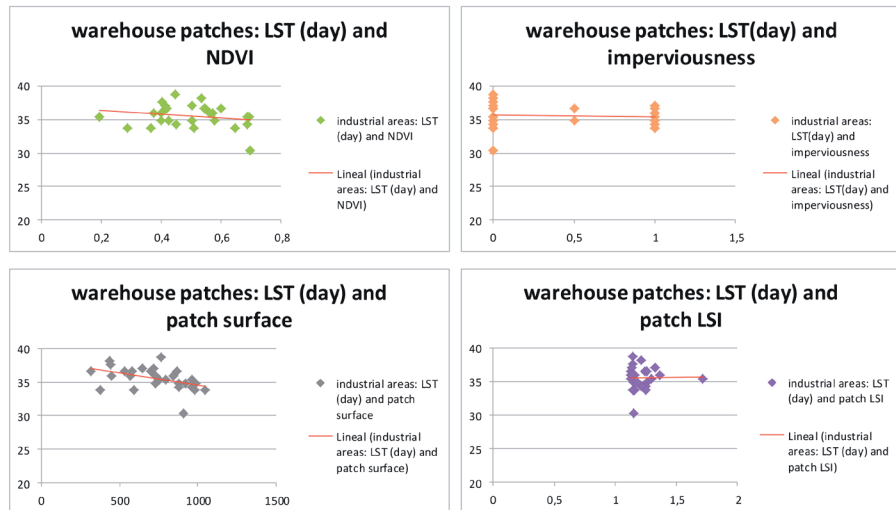 warehouse patches: LST (day) and
NDVI
40
35
30
25
20
0
0,2
0,4
0,6
0,8
industrial areas: LST
(day) and NDVI
Lineal (industrial
areas: LST (day) and
NDVI)
warehouse patches: LST(day) and
imperviousness
40
35
30
25
20
0
0,5
1
1,5
industrial areas:
LST(day) and
imperviousness
Lineal (industrial
areas: LST(day) and
imperviousness)
warehouse patches: LST (day) and
patch surface
40
35
30
25
20
0
500
1000
1500
industrial areas: LST
(day) and patch
surface
Lineal (industrial
areas: LST (day) and
patch surface)
warehouse patches: LST (day) and
patch LSI
40
35
30
25
20
0
0,5
1
1,5
2
industrial areas: LST
(day) and patch LSI
Lineal (industrial
areas: LST (day) and
patch LSI)